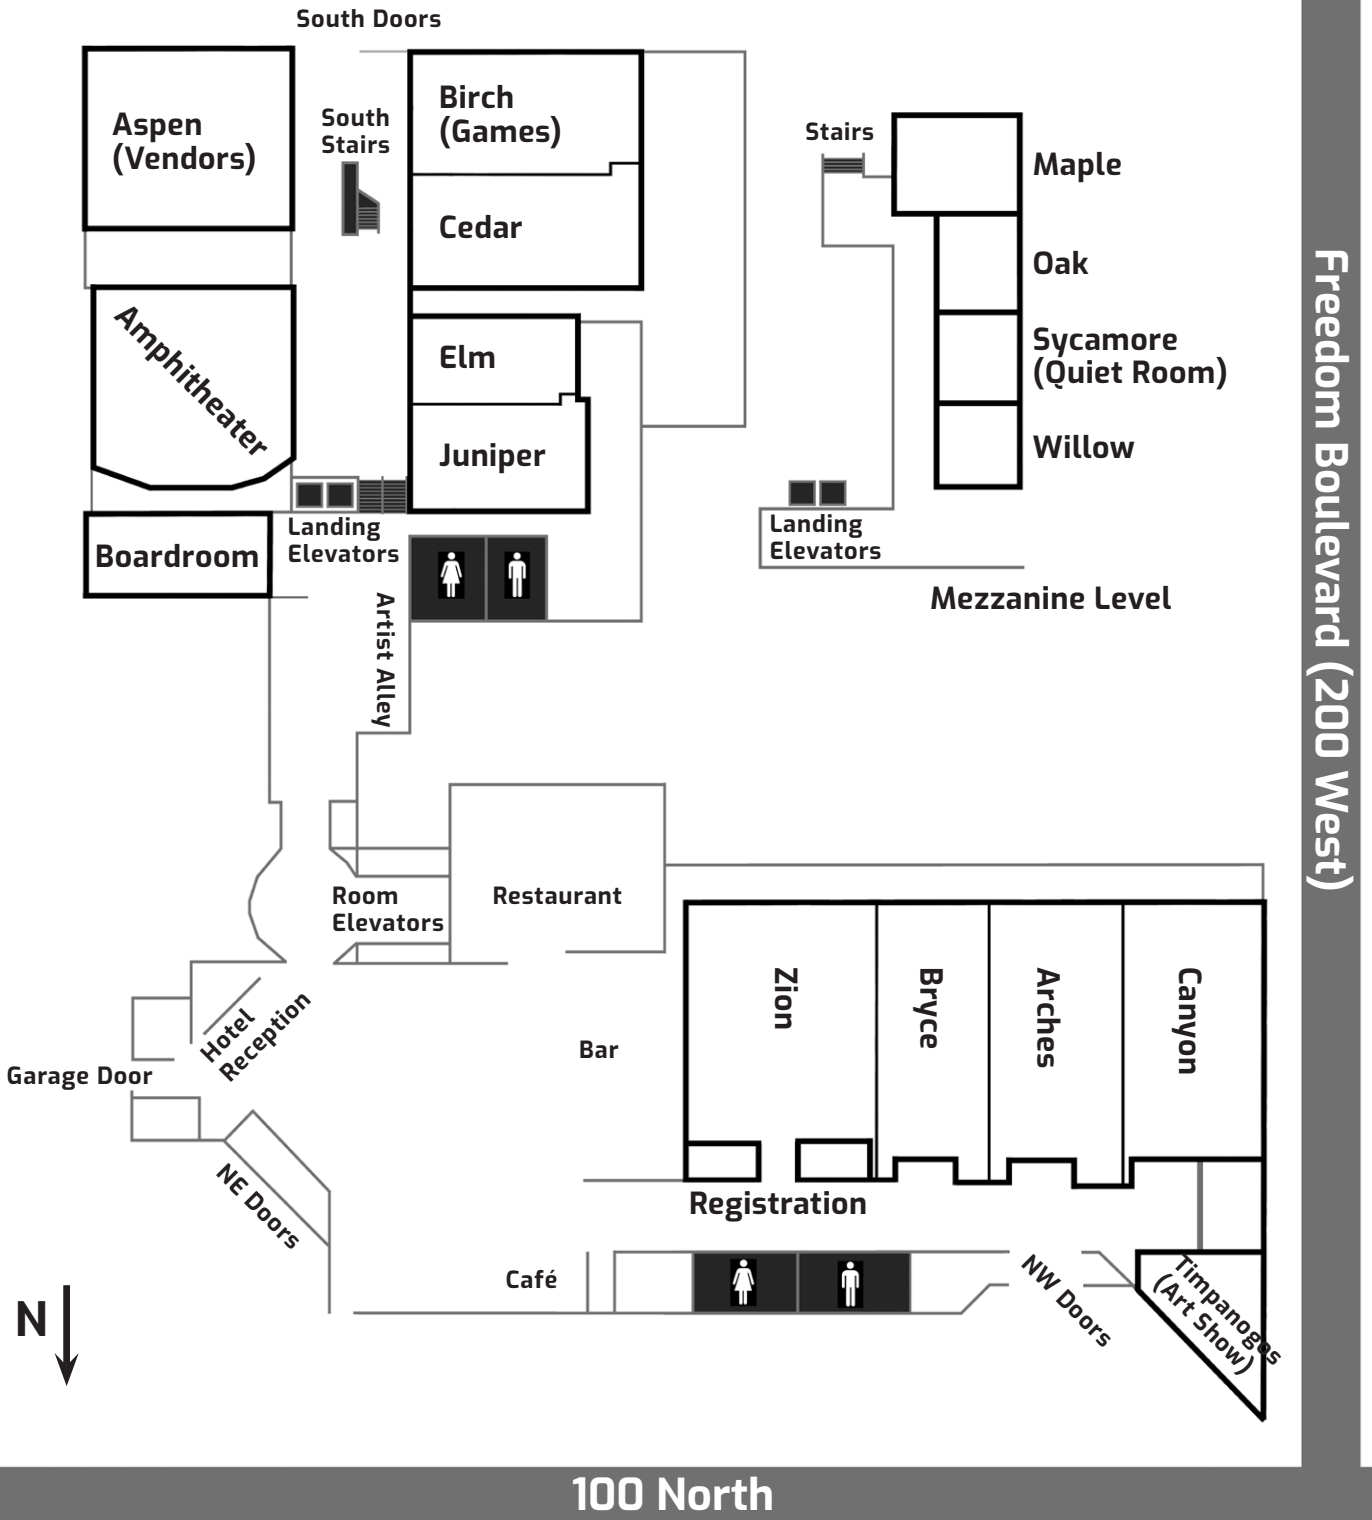 South Doors
Aspen
(Vendors)
South
Stairs
Birch
(Games)
Cedar
Stairs
Maple
Oak
Sycamore
(Quiet Room)
Willow
Amphitheater
Elm
Juniper
Landing
Elevators
Boardroom
Landing
Elevators
Mezzanine Level
Artist Alley
Freedom Boulevard (200 West)
Room
Elevators
Restaurant
Zion
Bryce
Arches
Canyon
Hotel
Reception
Bar
Garage Door
NE Doors
Registration
Café
NW Doors
Timpanogos
(Art Show)
N
100 North